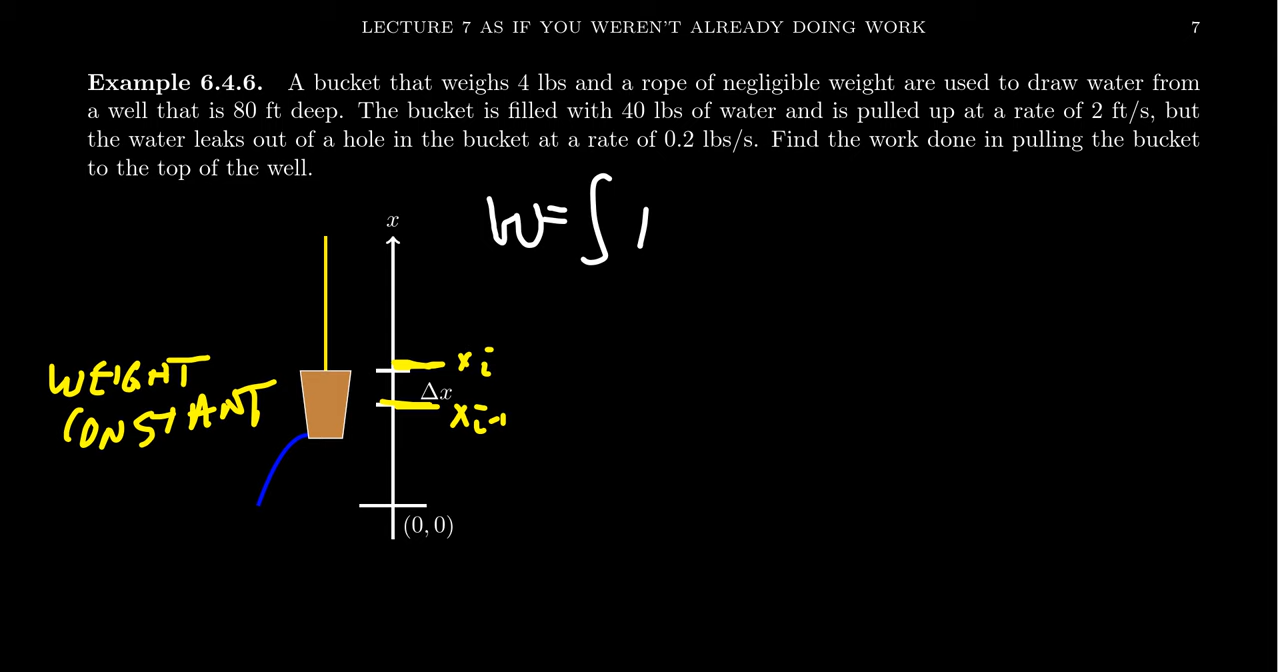 LECTURE 7 AS IF YOU WEREN'T ALREADY DOING WORK 7
Example 6.4.6. A bucket that weighs 4 lbs and a rope of negligible weight are used to draw water from
a well that is 80 ft deep. The bucket is filled with 40 lbs of water and is pulled up at a rate of 2 ft/s, but
the water leaks out of a hole in the bucket at a rate of 0.2 lbs/s. Find the work done in pulling the bucket
to the top of the well.
W = ∫
x
x_i
WEIGHT
CONSTANT
Δx
x_{i-1}
(0, 0)